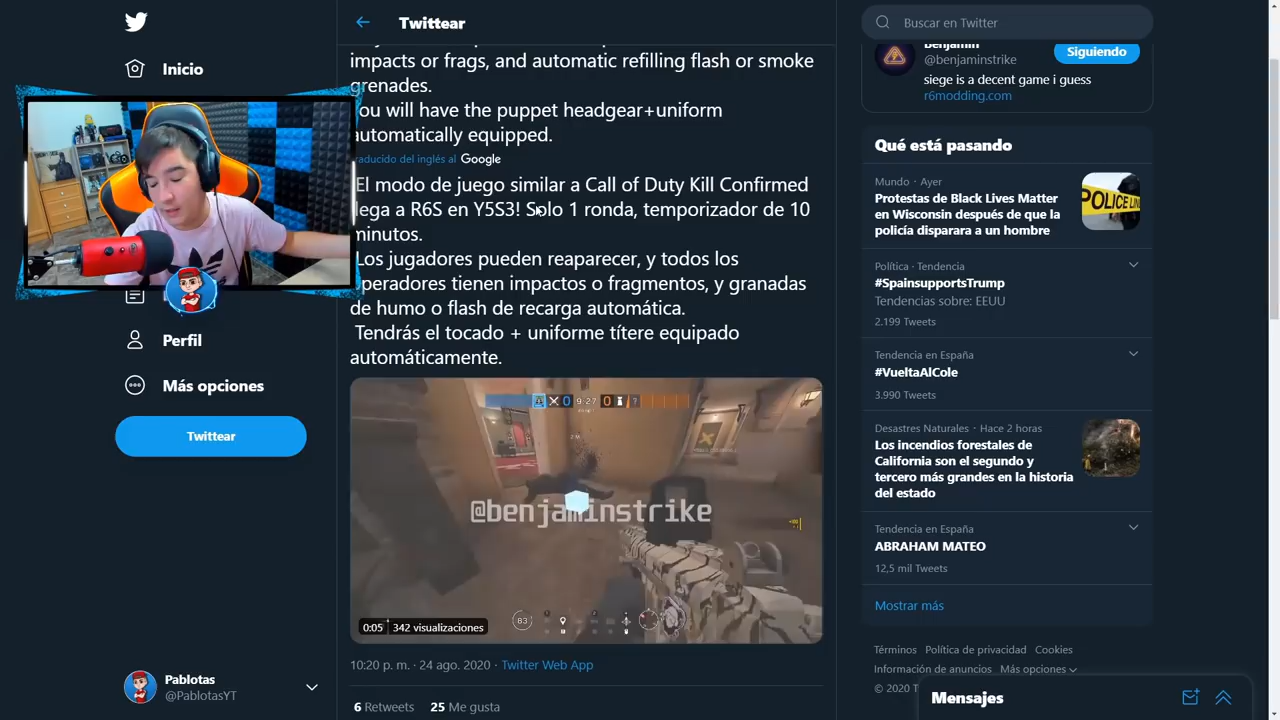 Inicio
Perfil
Más opciones
Twittear
Pablotas
@PablotasYT
Twittear
impacts or frags, and automatic refilling flash or smoke
grenades.
ou will have the puppet headgear+uniform
automatically equipped.
raducido del inglés al Google
El modo de juego similar a Call of Duty Kill Confirmed
lega a R6S en Y5S3! Solo 1 ronda, temporizador de 10
minutos.
Los jugadores pueden reaparecer, y todos los
operadores tienen impactos o fragmentos, y granadas
de humo o flash de recarga automática.
Tendrás el tocado + uniforme títere equipado
automáticamente.
0 9:27 0
@benjaminstrike
83
0:05 342 visualizaciones
10:20 p. m. · 24 ago. 2020 · Twitter Web App
6 Retweets 25 Me gusta
Buscar en Twitter
Benjamin
@benjaminstrike
Siguiendo
siege is a decent game i guess
r6modding.com
Qué está pasando
Mundo · Ayer
Protestas de Black Lives Matter
en Wisconsin después de que la
policía disparara a un hombre
POLICE LIN
Política · Tendencia
#SpainsupportsTrump
Tendencias sobre: EEUU
2.199 Tweets
Tendencia en España
#VueltaAlCole
3.990 Tweets
Desastres Naturales · Hace 2 horas
Los incendios forestales de
California son el segundo y
tercero más grandes en la historia
del estado
Tendencia en España
ABRAHAM MATEO
12,5 mil Tweets
Mostrar más
Términos Política de privacidad Cookies
Información de anuncios Más opciones
© 2020 T
Mensajes